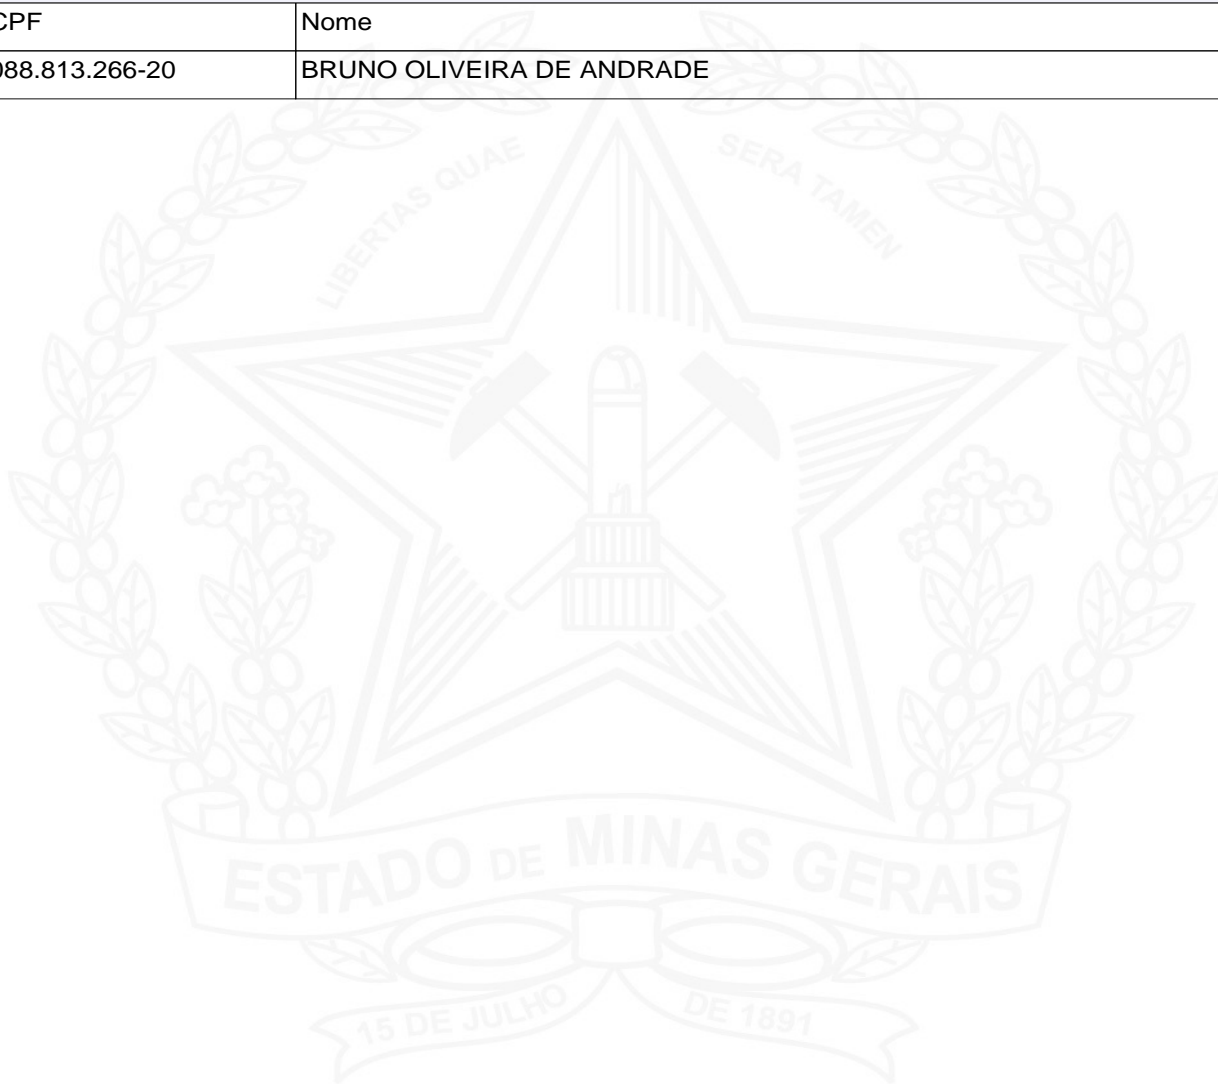 CPF Nome
088.813.266-20 BRUNO OLIVEIRA DE ANDRADE
LIBERTAS QUAE SERA TAMEN
ESTADO DE MINAS GERAIS
15 DE JULHO DE 1891